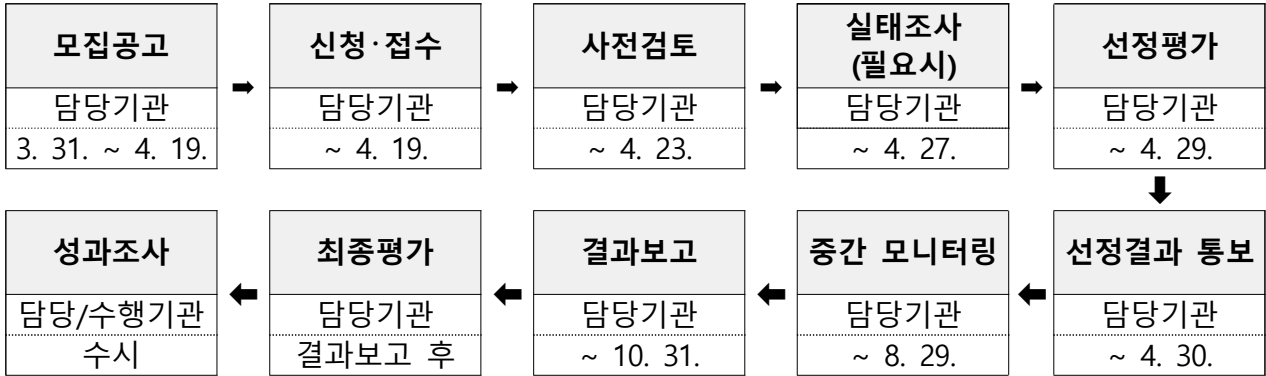 모집공고
담당기관
3. 31. ~ 4. 19.
신청·접수
담당기관
~ 4. 19.
사전검토
담당기관
~ 4. 23.
실태조사
(필요시)
담당기관
~ 4. 27.
선정평가
담당기관
~ 4. 29.
선정결과 통보
담당기관
~ 4. 30.
중간 모니터링
담당기관
~ 8. 29.
결과보고
담당기관
~ 10. 31.
최종평가
담당기관
결과보고 후
성과조사
담당/수행기관
수시